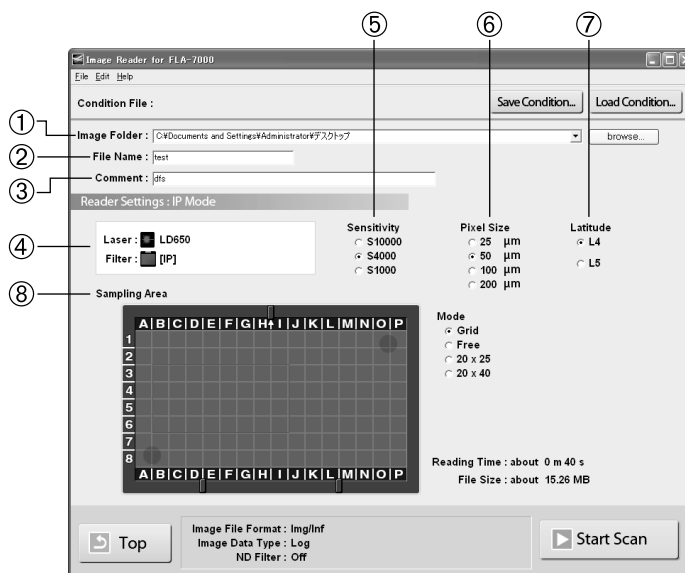 ⑤ ⑥ ⑦
Image Reader for FLA-7000
File Edit Help
Condition File :
Save Condition... Load Condition...
① Image Folder : C:¥Documents and Settings¥Administrator¥デスクトップ browse...
② File Name : test
③ Comment : dfs
Reader Settings : IP Mode
④ Laser : LD650
Filter : [IP]
Sensitivity
S10000
S4000
S1000
Pixel Size
25 μm
50 μm
100 μm
200 μm
Latitude
L4
L5
⑧ Sampling Area
A B C D E F G H I J K L M N O P
1
2
3
4
5
6
7
8
A B C D E F G H I J K L M N O P
Mode
Grid
Free
20 x 25
20 x 40
Reading Time : about 0 m 40 s
File Size : about 15.26 MB
Top
Image File Format : Img/Inf
Image Data Type : Log
ND Filter : Off
Start Scan